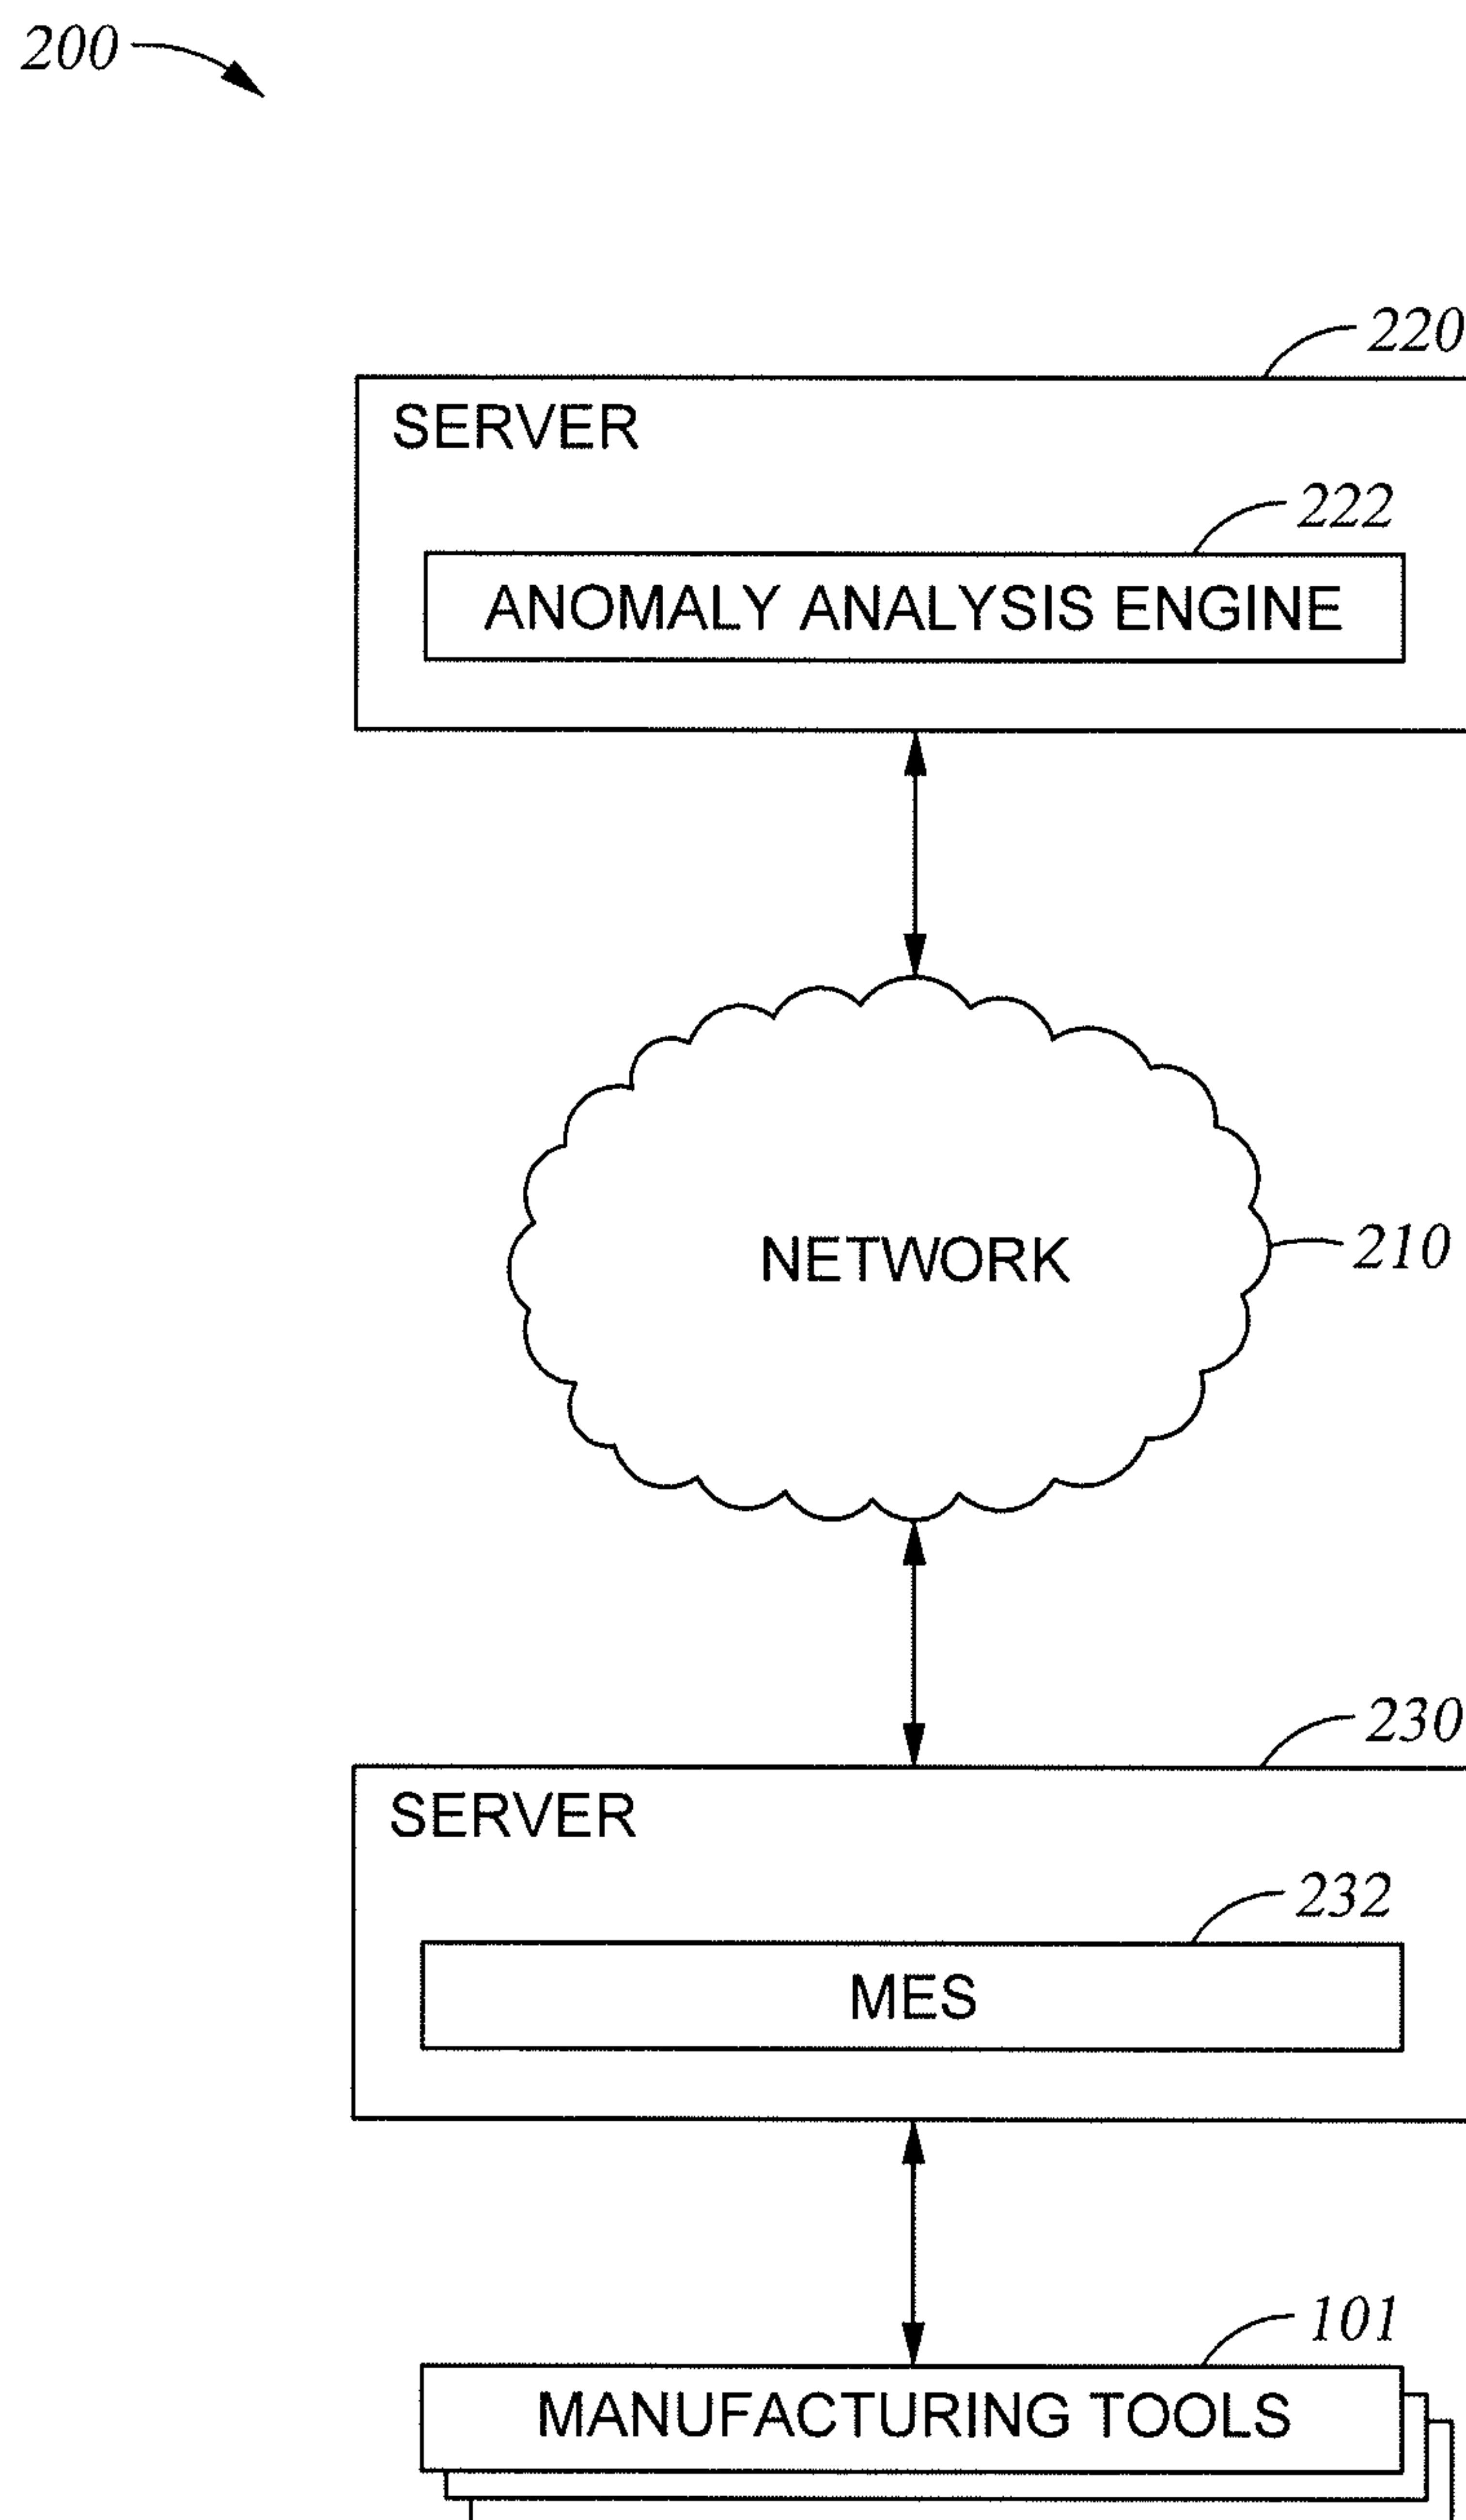 200
220
SERVER
222
ANOMALY ANALYSIS ENGINE
NETWORK
210
230
SERVER
232
MES
101
MANUFACTURING TOOLS